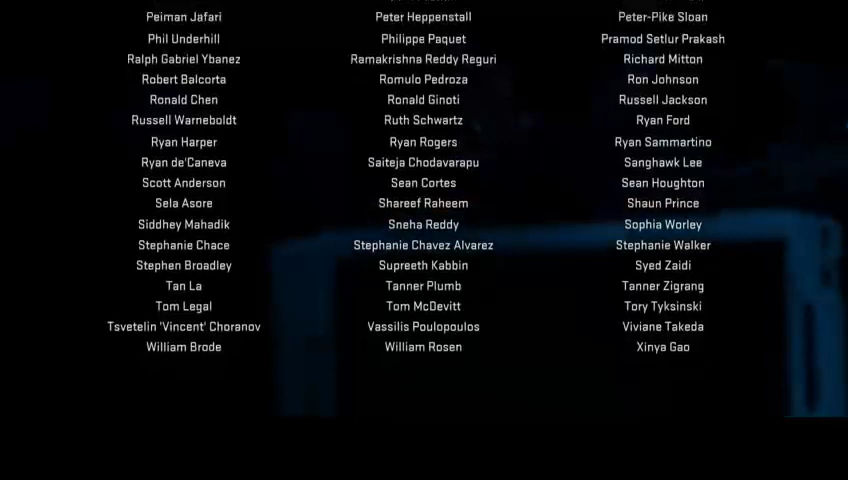 Peiman Jafari Peter Heppenstall Peter-Pike Sloan
Phil Underhill Philippe Paquet Pramod Setlur Prakash
Ralph Gabriel Ybanez Ramakrishna Reddy Reguri Richard Mitton
Robert Balcorta Romulo Pedroza Ron Johnson
Ronald Chen Ronald Ginoti Russell Jackson
Russell Warneboldt Ruth Schwartz Ryan Ford
Ryan Harper Ryan Rogers Ryan Sammartino
Ryan de'Caneva Saiteja Chodavarapu Sanghawk Lee
Scott Anderson Sean Cortes Sean Houghton
Sela Asore Shareef Raheem Shaun Prince
Siddhey Mahadik Sneha Reddy Sophia Worley
Stephanie Chace Stephanie Chavez Alvarez Stephanie Walker
Stephen Broadley Supreeth Kabbin Syed Zaidi
Tan La Tanner Plumb Tanner Zigrang
Tom Legal Tom McDevitt Tory Tyksinski
Tsvetelin 'Vincent' Choranov Vassilis Poulopoulos Viviane Takeda
William Brode William Rosen Xinya Gao